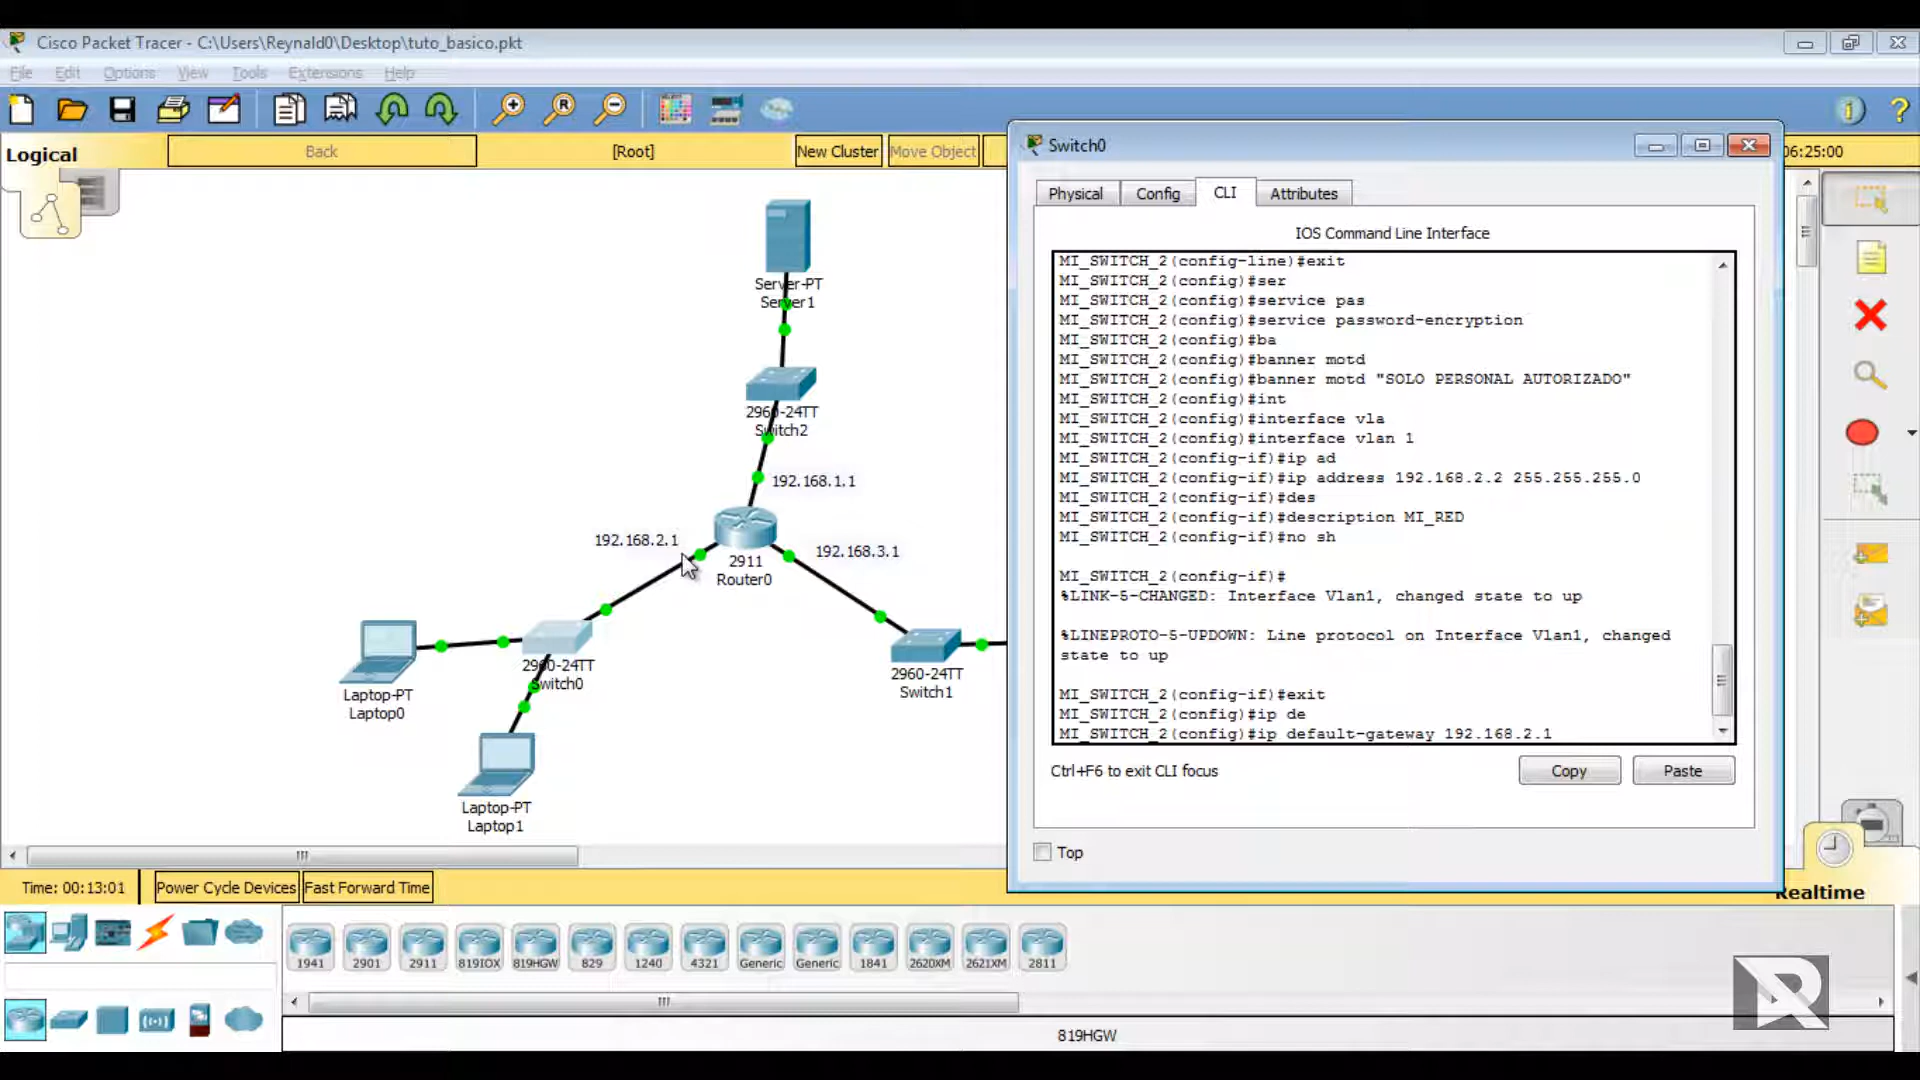 Cisco Packet Tracer - C:\Users\Reynald0\Desktop\tuto_basico.pkt
File Edit Options View Tools Extensions Help
Logical
Back
[Root]
New Cluster
Move Object
06:25:00
Server-PT
Server1
2960-24TT
Switch2
192.168.1.1
192.168.2.1
192.168.3.1
2911
Router0
2960-24TT
Switch0
2960-24TT
Switch1
Laptop-PT
Laptop0
Laptop-PT
Laptop1
Switch0
Physical
Config
CLI
Attributes
IOS Command Line Interface
MI_SWITCH_2(config-line)#exit
MI_SWITCH_2(config)#ser
MI_SWITCH_2(config)#service pas
MI_SWITCH_2(config)#service password-encryption
MI_SWITCH_2(config)#ba
MI_SWITCH_2(config)#banner motd
MI_SWITCH_2(config)#banner motd "SOLO PERSONAL AUTORIZADO"
MI_SWITCH_2(config)#int
MI_SWITCH_2(config)#interface vla
MI_SWITCH_2(config)#interface vlan 1
MI_SWITCH_2(config-if)#ip ad
MI_SWITCH_2(config-if)#ip address 192.168.2.2 255.255.255.0
MI_SWITCH_2(config-if)#des
MI_SWITCH_2(config-if)#description MI_RED
MI_SWITCH_2(config-if)#no sh
MI_SWITCH_2(config-if)#
%LINK-5-CHANGED: Interface Vlan1, changed state to up
%LINEPROTO-5-UPDOWN: Line protocol on Interface Vlan1, changed
state to up
MI_SWITCH_2(config-if)#exit
MI_SWITCH_2(config)#ip de
MI_SWITCH_2(config)#ip default-gateway 192.168.2.1
Ctrl+F6 to exit CLI focus
Copy
Paste
Top
Time: 00:13:01
Power Cycle Devices
Fast Forward Time
Realtime
1941
2901
2911
819IOX
819HGW
829
1240
4321
Generic
Generic
1841
2620XM
2621XM
2811
819HGW